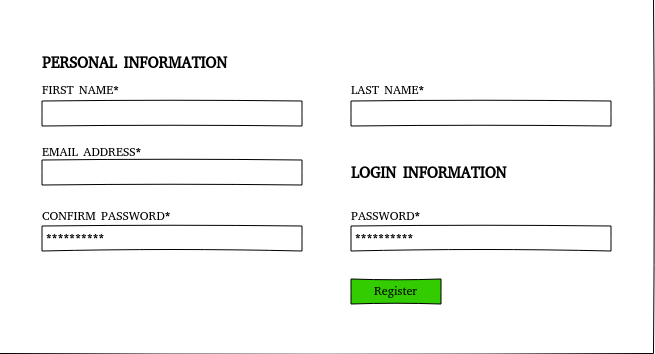 PERSONAL INFORMATION
FIRST NAME*
LAST NAME*
EMAIL ADDRESS*
LOGIN INFORMATION
CONFIRM PASSWORD*
PASSWORD*
**********
**********
Register